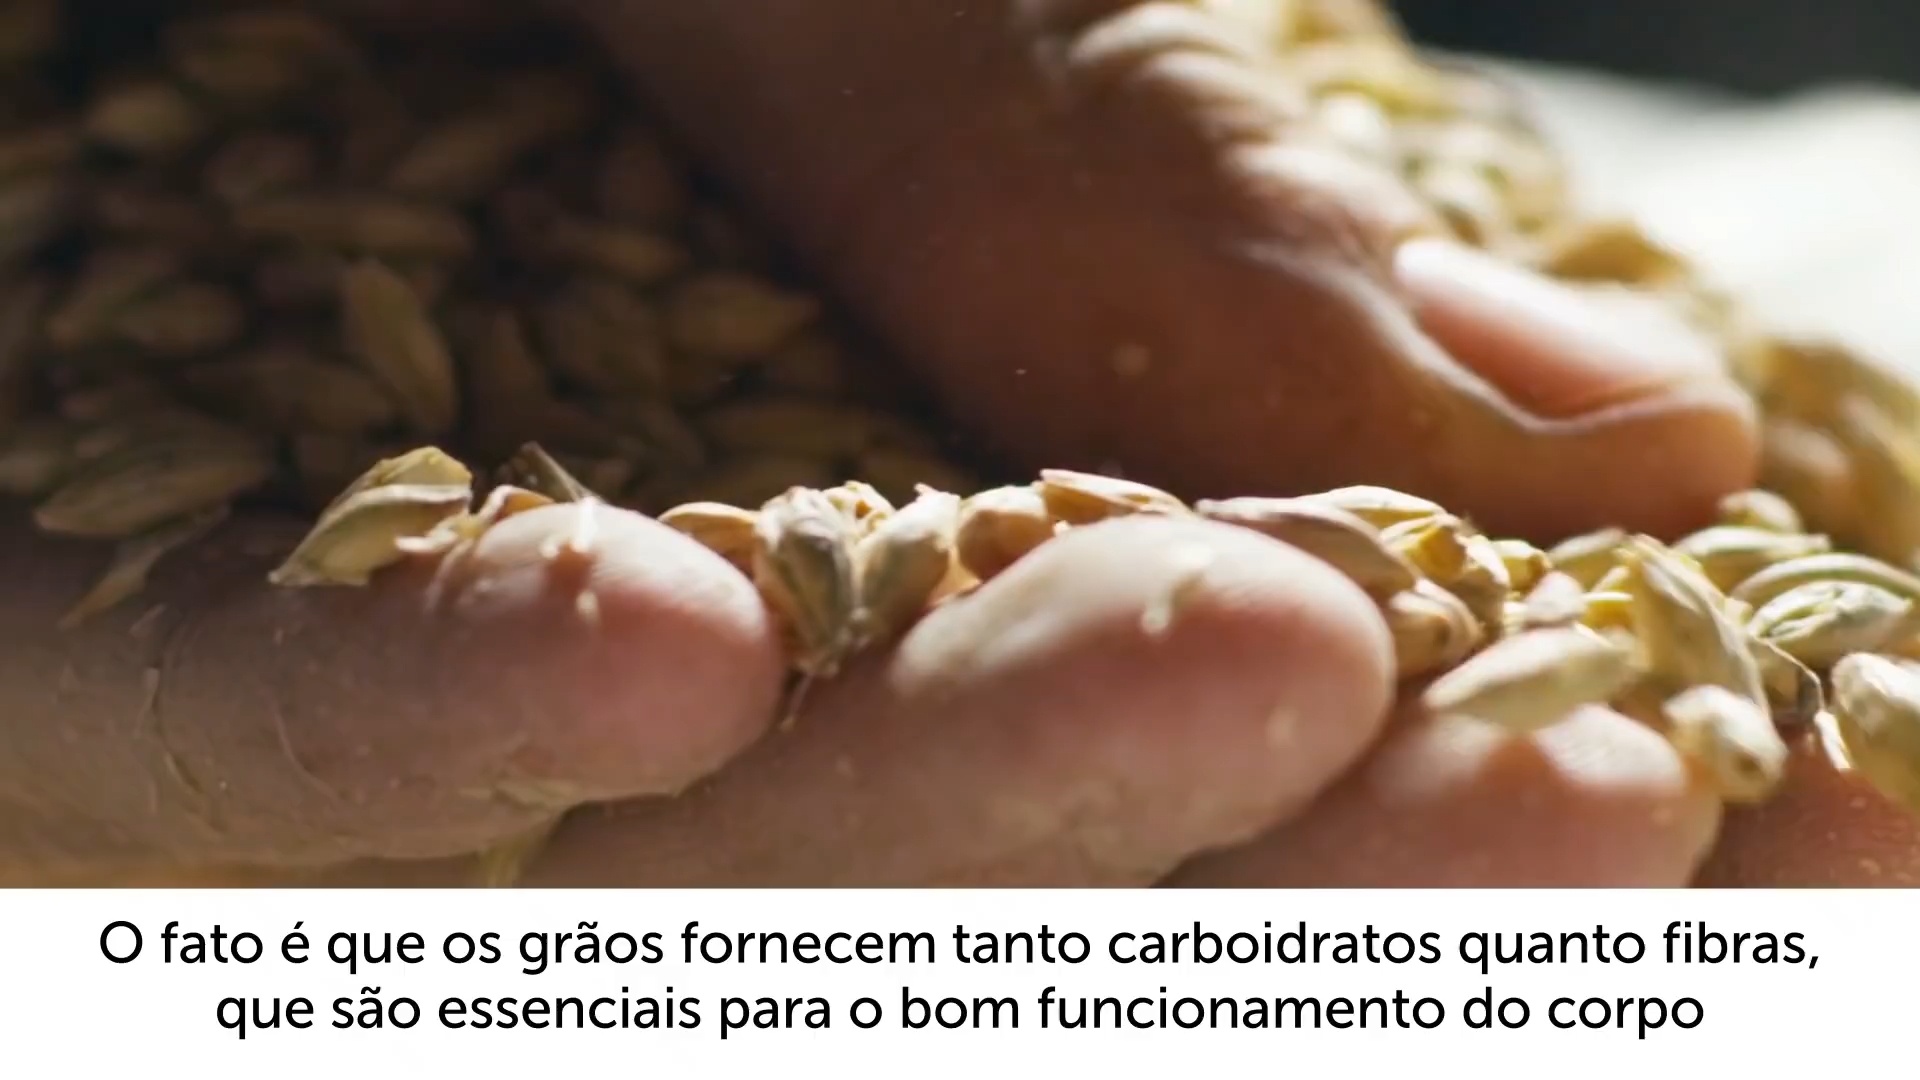 O fato é que os grãos fornecem tanto carboidratos quanto fibras,
que são essenciais para o bom funcionamento do corpo